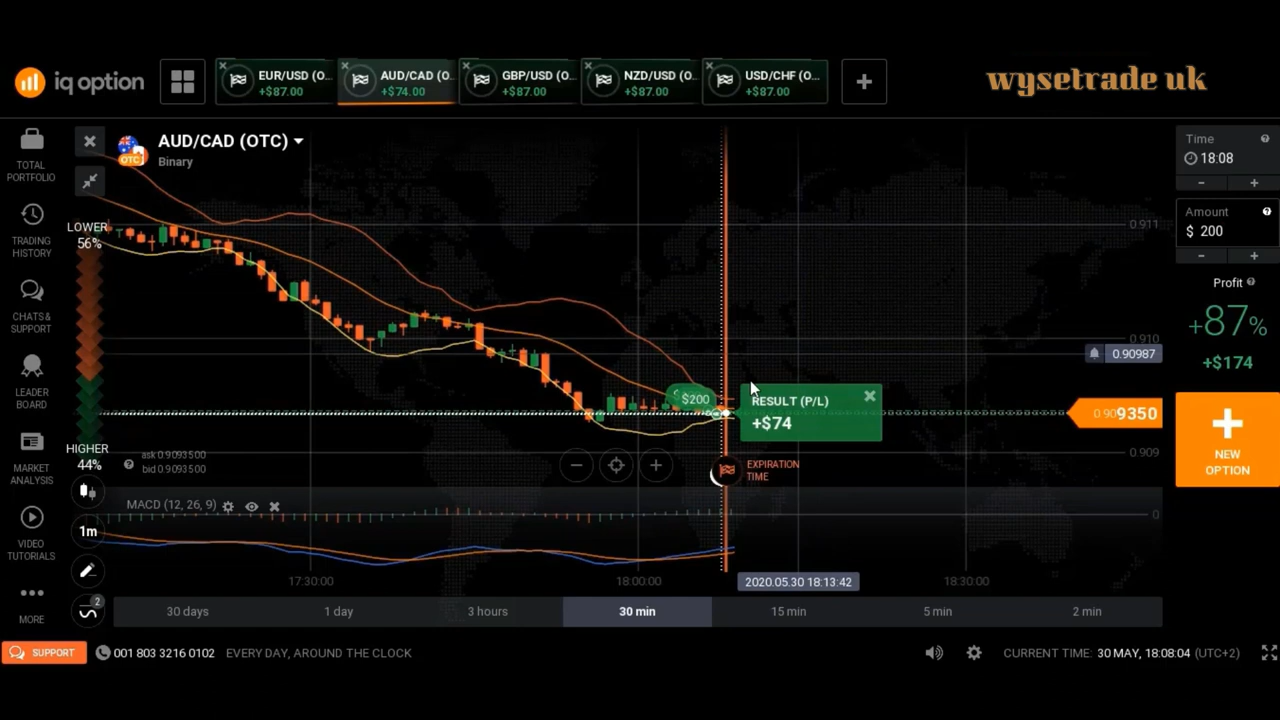 iq option
EUR/USD (O...
+$87.00
AUD/CAD (O...
+$74.00
GBP/USD (O...
+$87.00
NZD/USD (O...
+$87.00
USD/CHF (O...
+$87.00
wysetrade uk
TOTAL
PORTFOLIO
TRADING
HISTORY
CHATS &
SUPPORT
LEADER
BOARD
MARKET
ANALYSIS
VIDEO
TUTORIALS
MORE
AUD/CAD (OTC)
OTC
Binary
LOWER
56%
HIGHER
44%
1m
2
ask 0.9093500
bid 0.9093500
MACD (12, 26, 9)
$200
RESULT (P/L)
+$74
EXPIRATION
TIME
0.911
0.910
0.90987
0.909350
0.909
0
17:30:00
18:00:00
2020.05.30 18:13:42
18:30:00
30 days
1 day
3 hours
30 min
15 min
5 min
2 min
Time
18:08
- +
Amount
$ 200
- +
Profit
+87%
+$174
NEW
OPTION
SUPPORT
001 803 3216 0102
EVERY DAY, AROUND THE CLOCK
CURRENT TIME: 30 MAY, 18:08:04 (UTC+2)